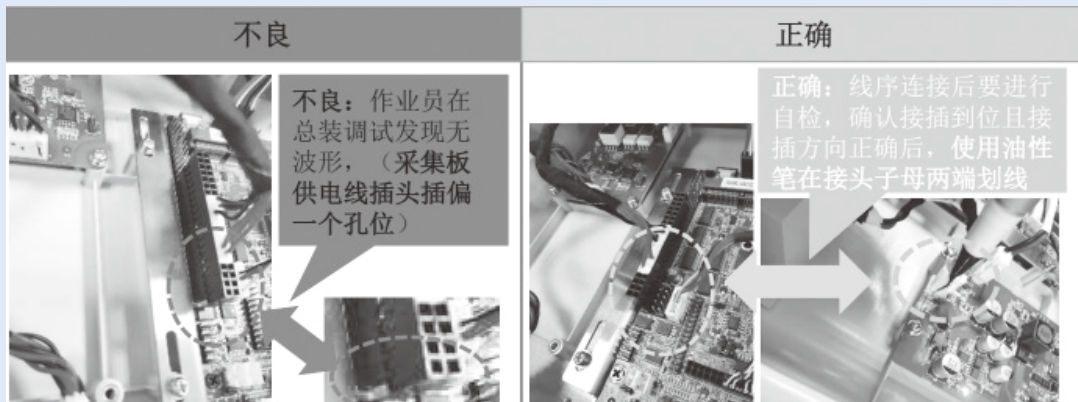 不良
正确
不良：作业员在
总装调试发现无
波形，（采集板
供电线插头插偏
一个孔位）
正确：线序连接后要进行
自检，确认接插到位且接
插方向正确后，使用油性
笔在接头子母两端划线